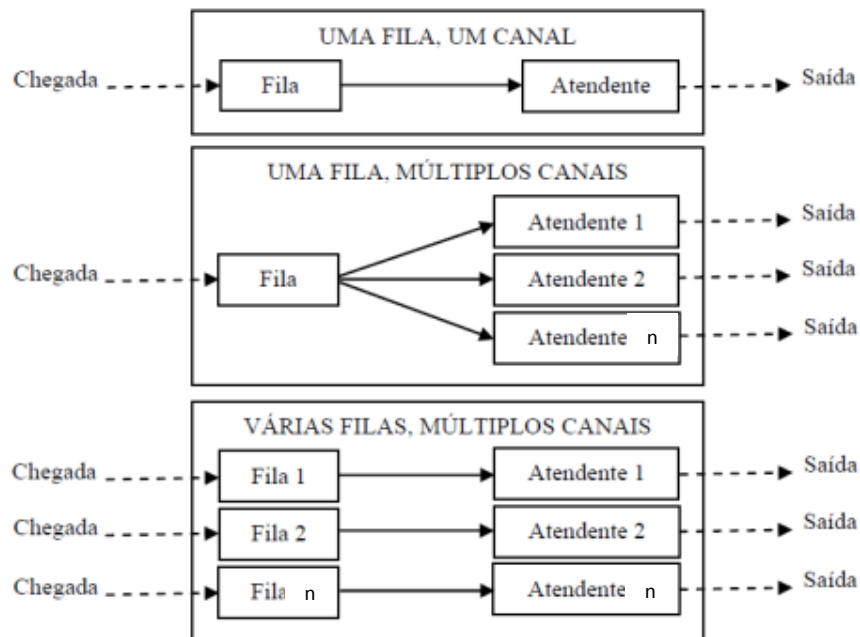 UMA FILA, UM CANAL
Chegada Fila Atendente Saída
UMA FILA, MÚLTIPLOS CANAIS
Atendente 1 Saída
Chegada Fila Atendente 2 Saída
Atendente n Saída
VÁRIAS FILAS, MÚLTIPLOS CANAIS
Chegada Fila 1 Atendente 1 Saída
Chegada Fila 2 Atendente 2 Saída
Chegada Fila n Atendente n Saída